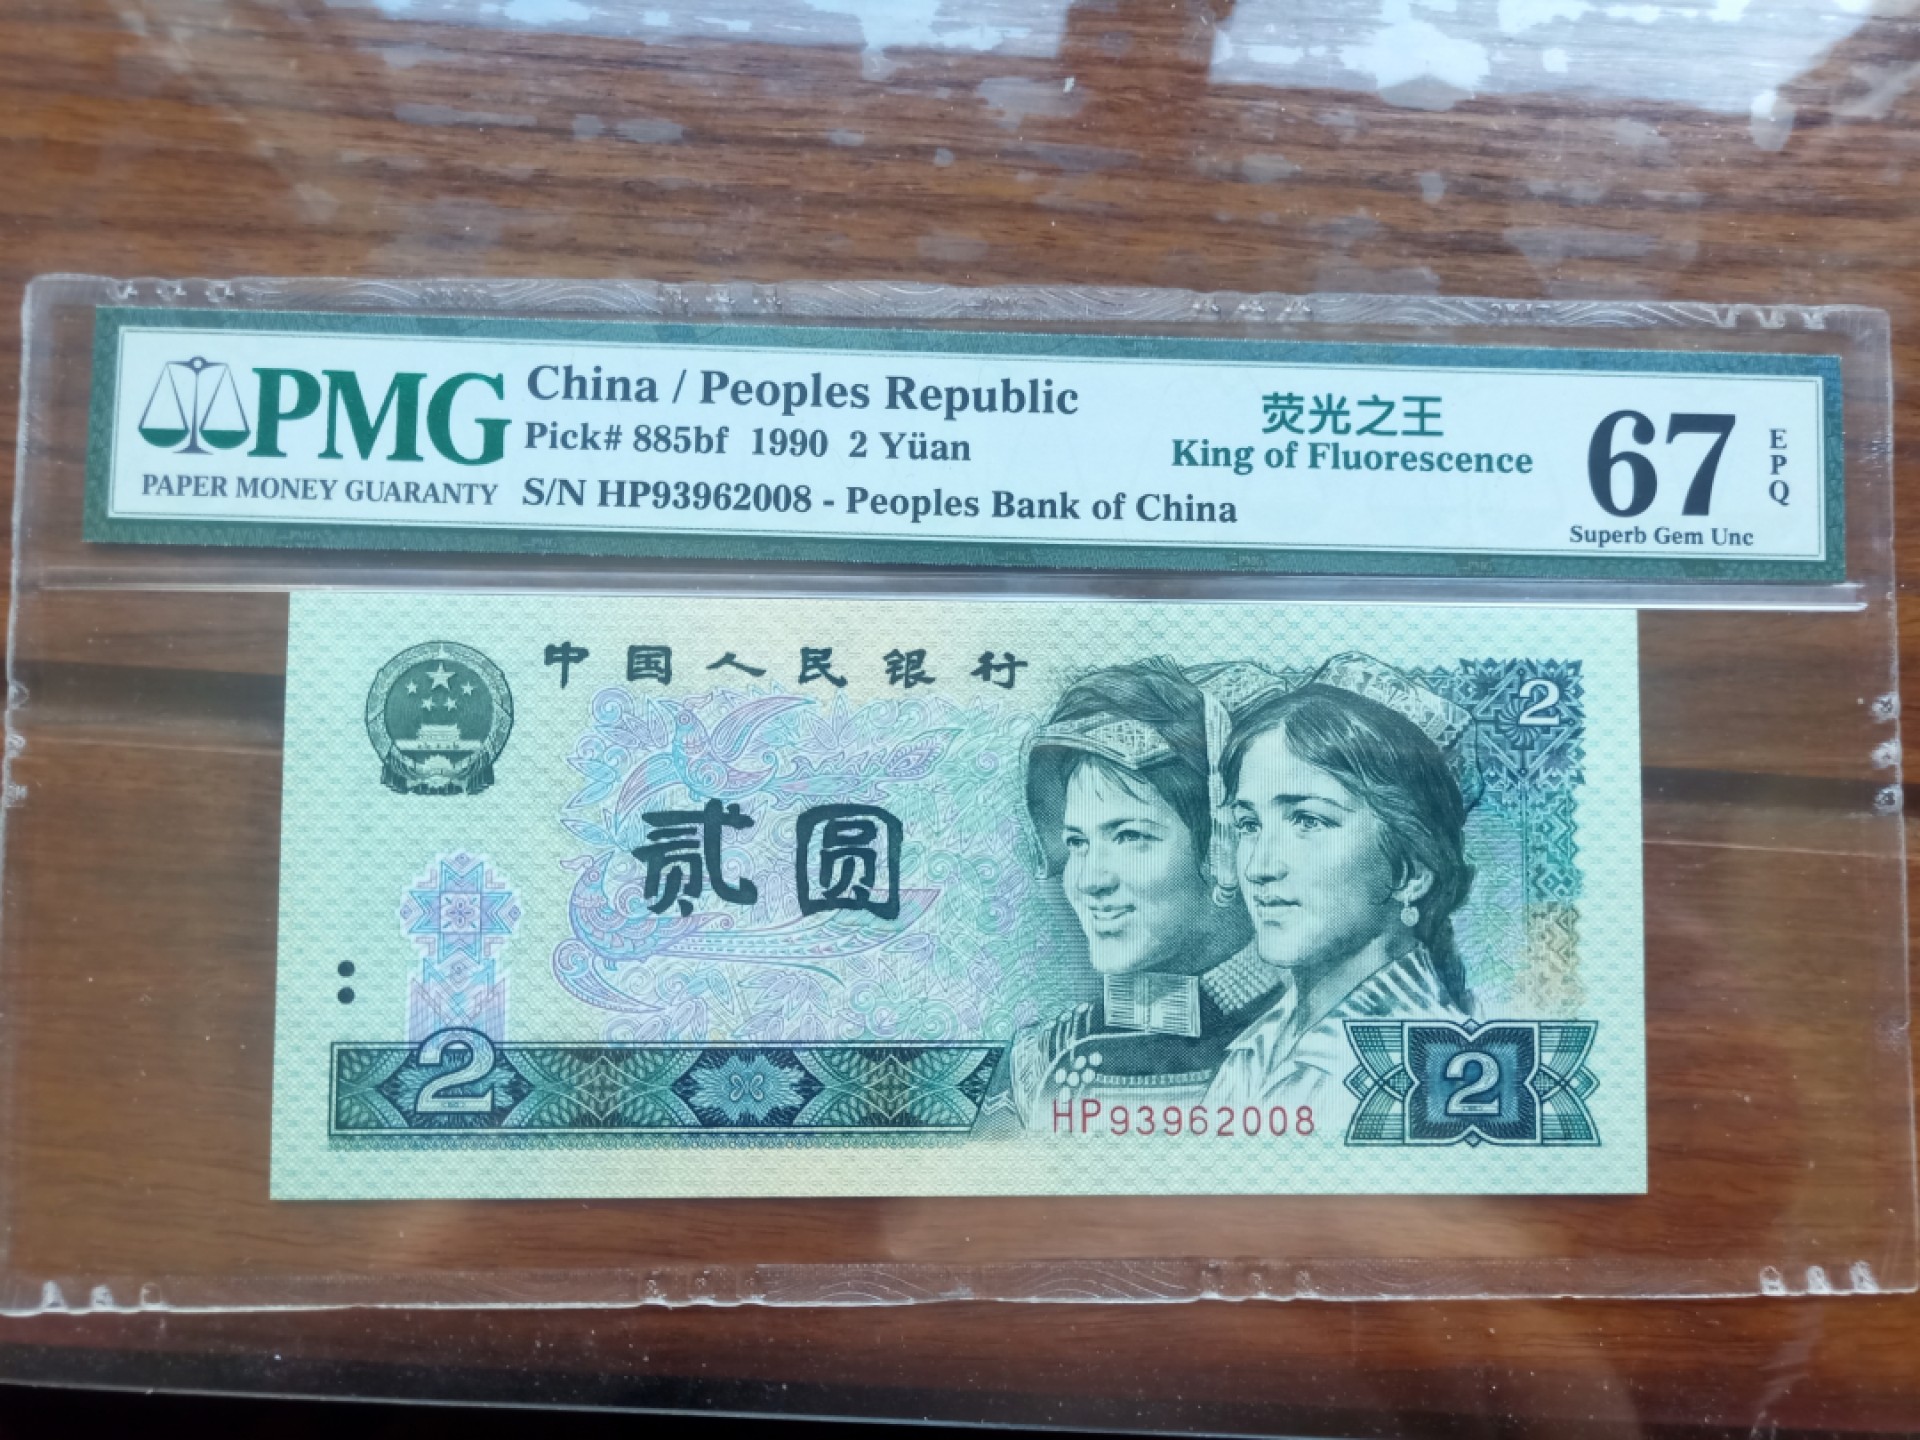 PMG
PAPER MONEY GUARANTY
China / Peoples Republic
Pick# 885bf 1990 2 Yüan
S/N HP93962008 - Peoples Bank of China
荧光之王
King of Fluorescence
67
EPQ
Superb Gem Unc
中国人民银行
2
贰圆
2
2
HP93962008